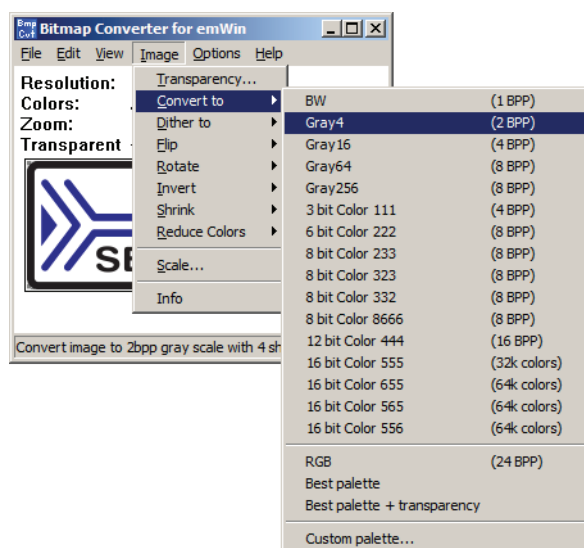 Bmp Cvt Bitmap Converter for emWin
File Edit View Image Options Help
Resolution:
Colors:
Zoom:
Transparent
SE
Transparency...
Convert to
Dither to
Flip
Rotate
Invert
Shrink
Reduce Colors
Scale...
Info
BW (1 BPP)
Gray4 (2 BPP)
Gray16 (4 BPP)
Gray64 (8 BPP)
Gray256 (8 BPP)
3 bit Color 111 (4 BPP)
6 bit Color 222 (8 BPP)
8 bit Color 233 (8 BPP)
8 bit Color 323 (8 BPP)
8 bit Color 332 (8 BPP)
8 bit Color 8666 (8 BPP)
12 bit Color 444 (16 BPP)
16 bit Color 555 (32k colors)
16 bit Color 655 (64k colors)
16 bit Color 565 (64k colors)
16 bit Color 556 (64k colors)
RGB (24 BPP)
Best palette
Best palette + transparency
Custom palette...
Convert image to 2bpp gray scale with 4 sh